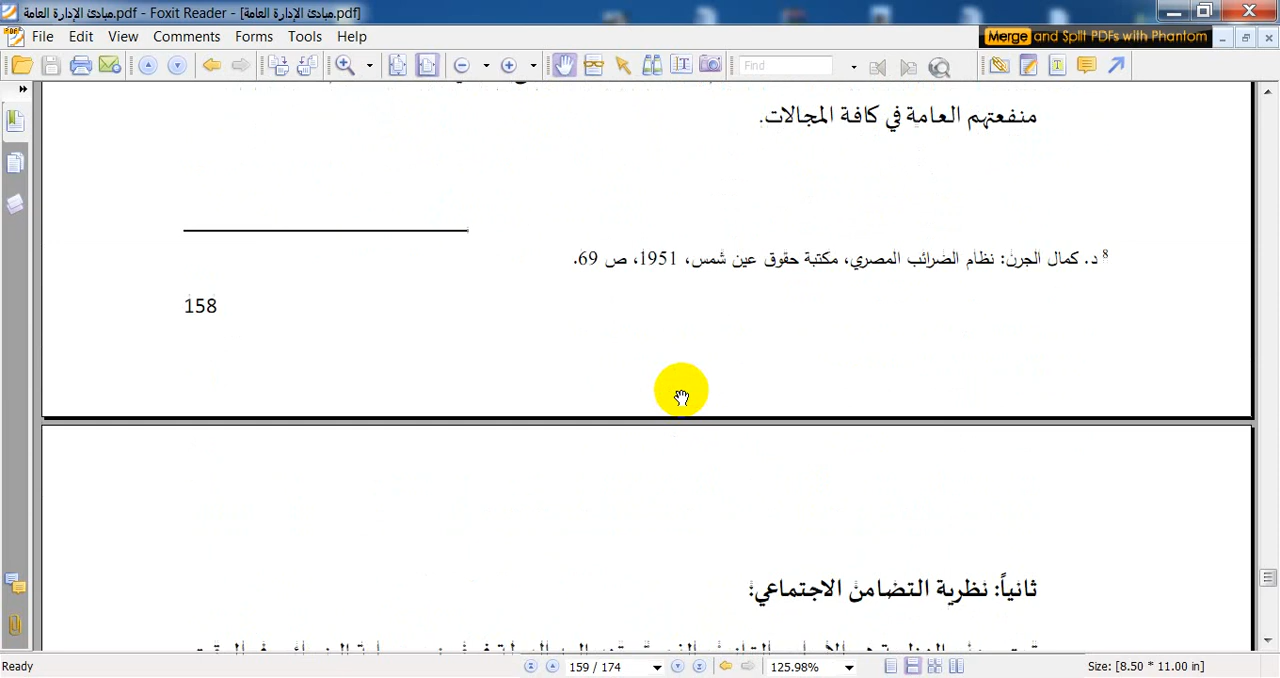 مبادئ الإدارة العامة.pdf - Foxit Reader - [مبادئ الإدارة العامة.pdf]
File Edit View Comments Forms Tools Help
Merge and Split PDFs with Phantom
Find
منفعتهم العامة في كافة المجالات.
8 د. كمال الجرن: نظام الضرائب المصري، مكتبة حقوق عين شمس، 1951، ص 69.
158
ثانياً: نظرية التضامن الاجتماعي:
Ready
159 / 174
125.98%
Size: [8.50 * 11.00 in]